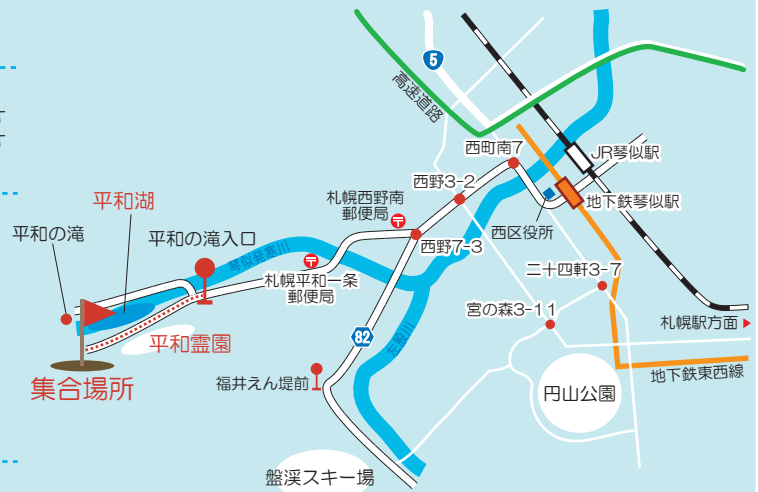 5
高速道路
西町南7
JR琴似駅
西野3-2
地下鉄琴似駅
平和湖
札幌西野南
郵便局
西区役所
平和の滝
平和の滝入口
西野7-3
琴似発寒川
二十四軒3-7
札幌平和一条
郵便局
宮の森3-11
札幌駅方面
82
左股川
平和霊園
地下鉄東西線
集合場所
福井えん堤前
円山公園
盤渓スキー場